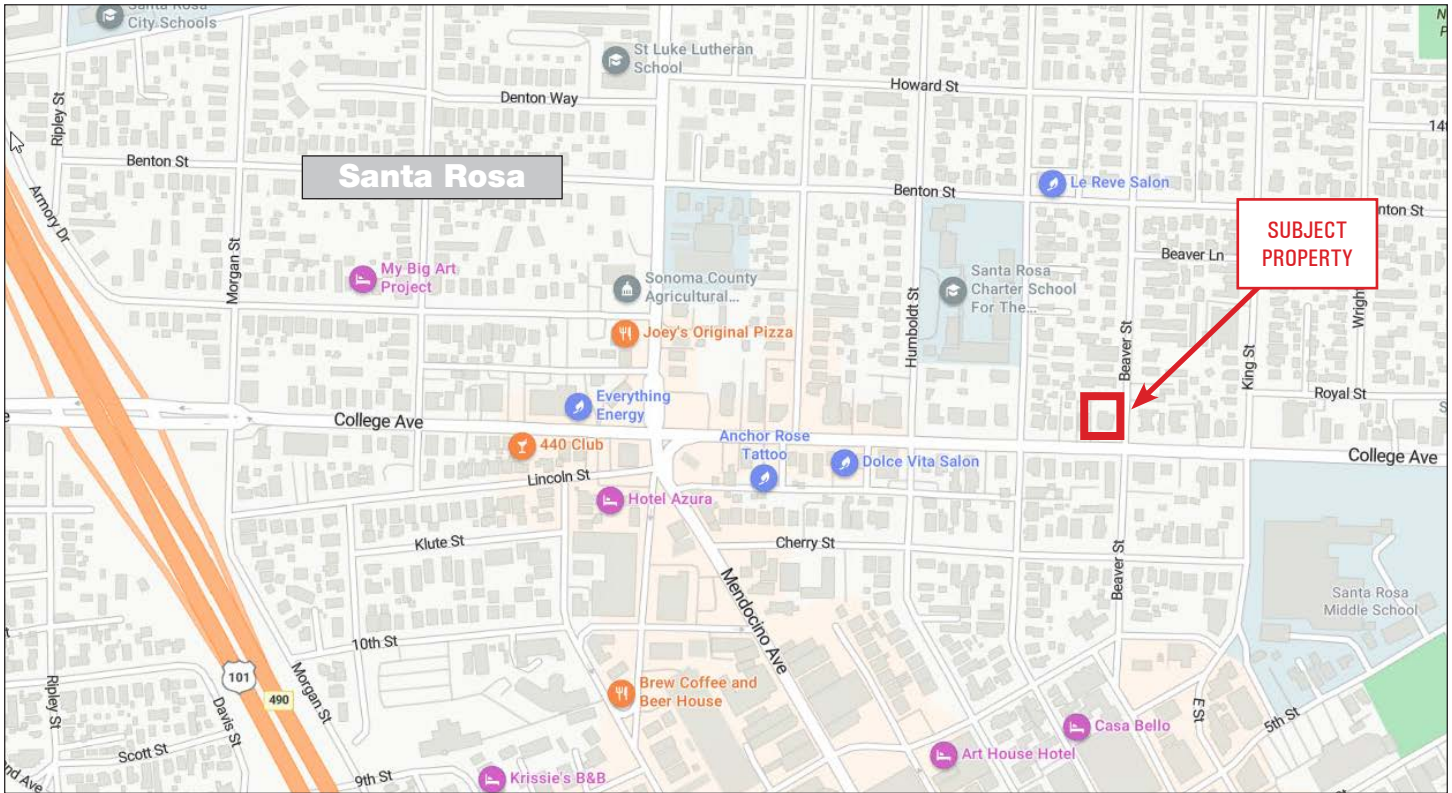 Santa Rosa
City Schools
St Luke Lutheran
School
Howard St
Denton Way
Ripley St
Benton St
Santa Rosa
Benton St
Le Reve Salon
nton St
SUBJECT
PROPERTY
Armory Dr
Morgan St
My Big Art
Project
Sonoma County
Agricultural...
Santa Rosa
Charter School
For The...
Beaver Ln
Joey's Original Pizza
Humboldt St
Beaver St
King St
Wrigh
Royal St
Everything
Energy
College Ave
440 Club
Anchor Rose
Tattoo
Dolce Vita Salon
College Ave
Lincoln St
Hotel Azura
Klute St
Cherry St
Mendocino Ave
Beaver St
Santa Rosa
Middle School
10th St
101
490
Morgan St
Ripley St
Davis St
Brew Coffee and
Beer House
E St
5th St
Casa Bello
Art House Hotel
Scott St
nd Ave
9th St
Krissie's B&B